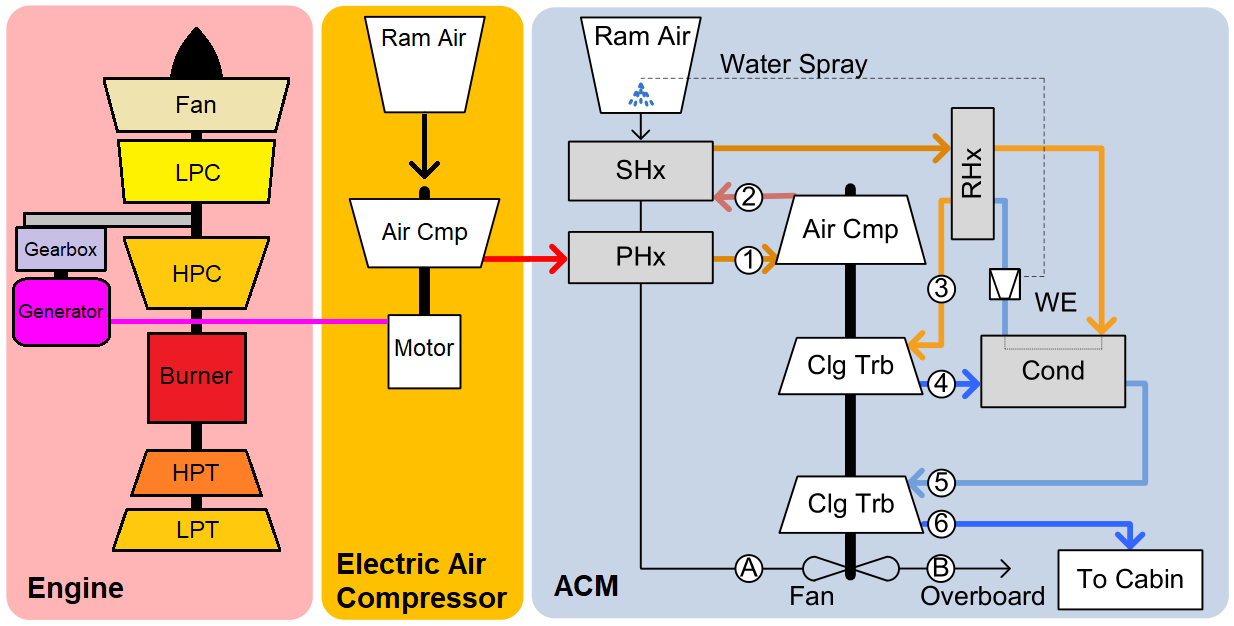 Fan
LPC
Gearbox
HPC
Generator
Burner
HPT
LPT
Engine
Ram Air
Air Cmp
Motor
Electric Air
Compressor
Ram Air
Water Spray
SHx
RHx
2
Air Cmp
PHx
1
3
WE
Clg Trb
4
Cond
5
Clg Trb
6
A
B
To Cabin
Fan
Overboard
ACM